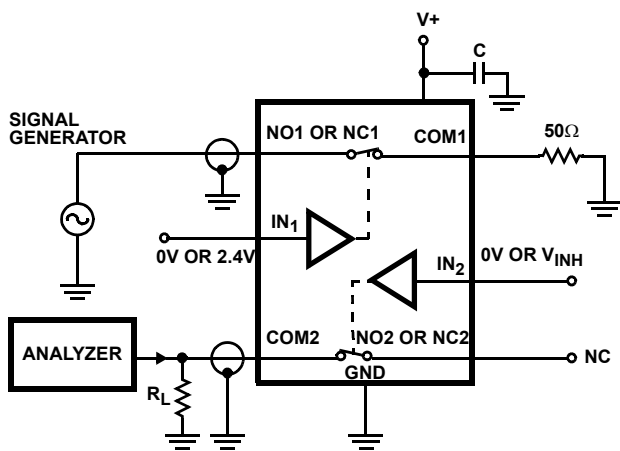 V+
C
SIGNAL
GENERATOR
NO1 OR NC1
COM1
50Ω
IN1
0V OR 2.4V
IN2
0V OR VINH
COM2
NO2 OR NC2
NC
GND
ANALYZER
RL